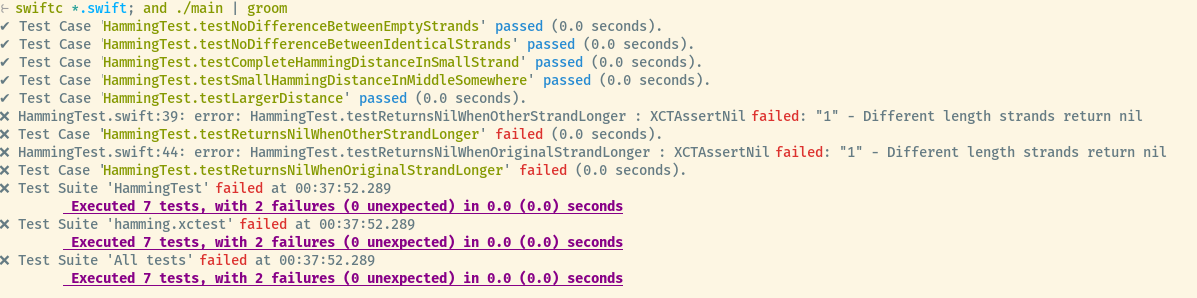 ⊢ swiftc *.swift; and ./main | groom
✔ Test Case 'HammingTest.testNoDifferenceBetweenEmptyStrands' passed (0.0 seconds).
✔ Test Case 'HammingTest.testNoDifferenceBetweenIdenticalStrands' passed (0.0 seconds).
✔ Test Case 'HammingTest.testCompleteHammingDistanceInSmallStrand' passed (0.0 seconds).
✔ Test Case 'HammingTest.testSmallHammingDistanceInMiddleSomewhere' passed (0.0 seconds).
✔ Test Case 'HammingTest.testLargerDistance' passed (0.0 seconds).
✖ HammingTest.swift:39: error: HammingTest.testReturnsNilWhenOtherStrandLonger : XCTAssertNil failed: "1" - Different length strands return nil
✖ Test Case 'HammingTest.testReturnsNilWhenOtherStrandLonger' failed (0.0 seconds).
✖ HammingTest.swift:44: error: HammingTest.testReturnsNilWhenOriginalStrandLonger : XCTAssertNil failed: "1" - Different length strands return nil
✖ Test Case 'HammingTest.testReturnsNilWhenOriginalStrandLonger' failed (0.0 seconds).
✖ Test Suite 'HammingTest' failed at 00:37:52.289
Executed 7 tests, with 2 failures (0 unexpected) in 0.0 (0.0) seconds
✖ Test Suite 'hamming.xctest' failed at 00:37:52.289
Executed 7 tests, with 2 failures (0 unexpected) in 0.0 (0.0) seconds
✖ Test Suite 'All tests' failed at 00:37:52.289
Executed 7 tests, with 2 failures (0 unexpected) in 0.0 (0.0) seconds